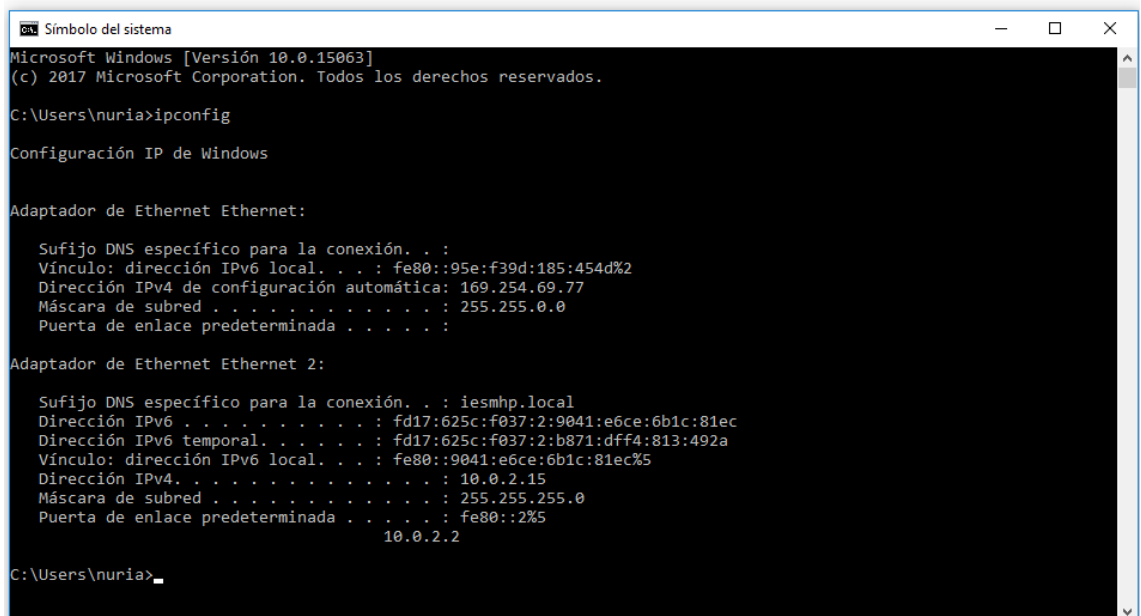 Símbolo del sistema
Microsoft Windows [Versión 10.0.15063]
(c) 2017 Microsoft Corporation. Todos los derechos reservados.
C:\Users\nuria>ipconfig
Configuración IP de Windows
Adaptador de Ethernet Ethernet:
Sufijo DNS específico para la conexión. . :
Vínculo: dirección IPv6 local. . . : fe80::95e:f39d:185:454d%2
Dirección IPv4 de configuración automática: 169.254.69.77
Máscara de subred . . . . . . . . . . . . : 255.255.0.0
Puerta de enlace predeterminada . . . . . :
Adaptador de Ethernet Ethernet 2:
Sufijo DNS específico para la conexión. . : iesmhp.local
Dirección IPv6 . . . . . . . . . . : fd17:625c:f037:2:9041:e6ce:6b1c:81ec
Dirección IPv6 temporal. . . . . . : fd17:625c:f037:2:b871:dff4:813:492a
Vínculo: dirección IPv6 local. . . : fe80::9041:e6ce:6b1c:81ec%5
Dirección IPv4. . . . . . . . . . . . . . : 10.0.2.15
Máscara de subred . . . . . . . . . . . . : 255.255.255.0
Puerta de enlace predeterminada . . . . . : fe80::2%5
10.0.2.2
C:\Users\nuria>